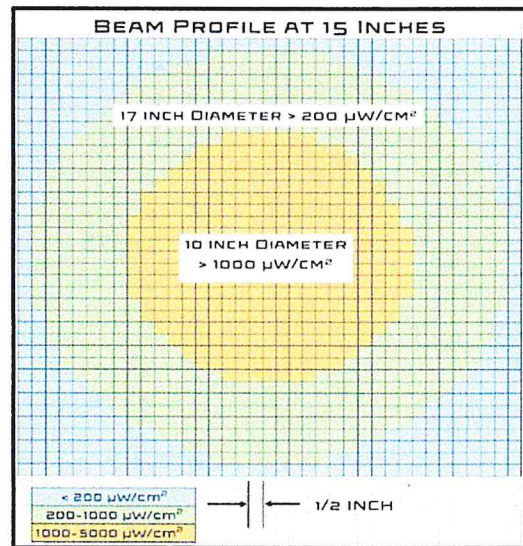 BEAM PROFILE AT 15 INCHES
17 INCH DIAMETER > 200 µW/CM²
10 INCH DIAMETER
> 1000 µW/CM²
< 200 µW/cm²
200-1000 µW/cm²
1000-5000 µW/cm²
1/2 INCH